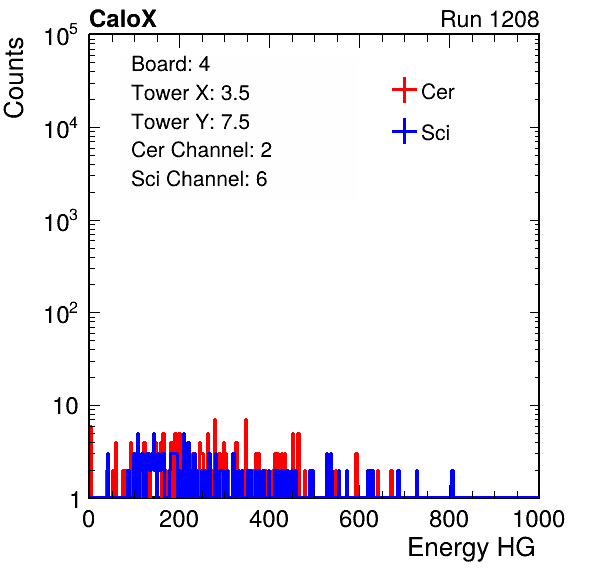 CaloX Run 1208
Counts
Board: 4
Tower X: 3.5
Tower Y: 7.5
Cer Channel: 2
Sci Channel: 6
Cer
Sci
10^5
10^4
10^3
10^2
10
1
0 200 400 600 800 1000
Energy HG